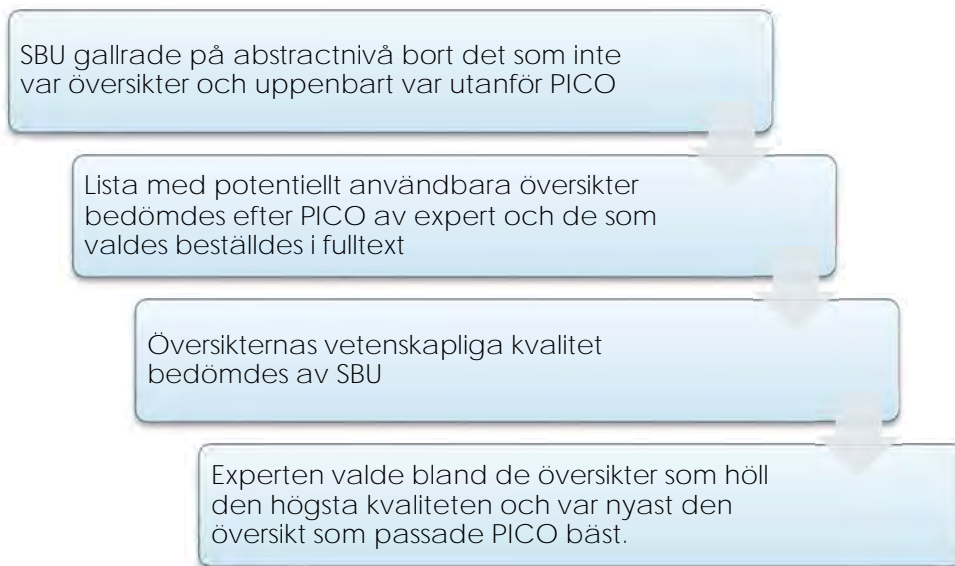 SBU gallrade på abstractnivå bort det som inte
var översikter och uppenbart var utanför PICO
Lista med potentiellt användbara översikter
bedömdes efter PICO av expert och de som
valdes beställdes i fulltext
Översikternas vetenskapliga kvalitet
bedömdes av SBU
Experten valde bland de översikter som höll
den högsta kvaliteten och var nyast den
översikt som passade PICO bäst.